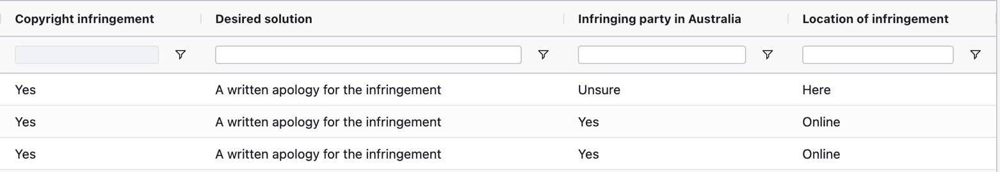 Copyright infringement Desired solution Infringing party in Australia Location of infringement
Yes A written apology for the infringement Unsure Here
Yes A written apology for the infringement Yes Online
Yes A written apology for the infringement Yes Online